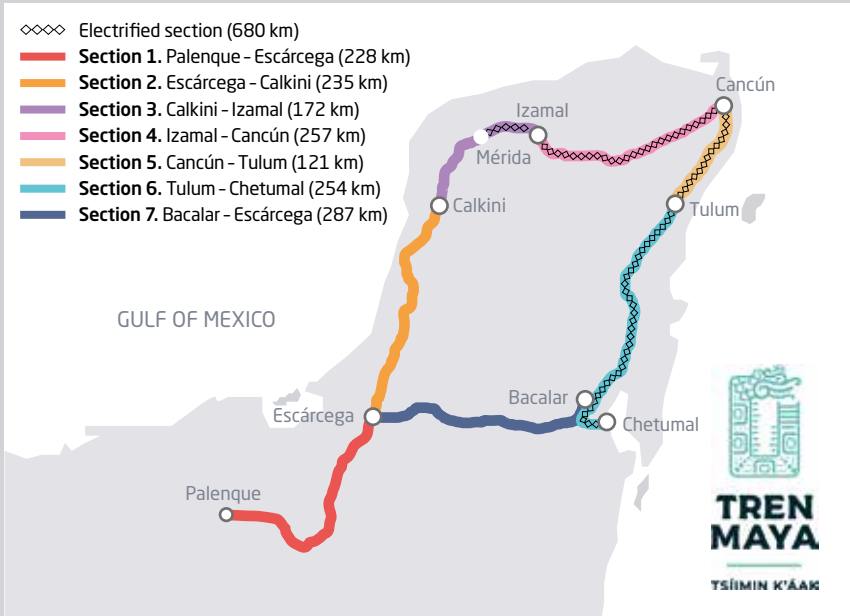 Electrified section (680 km)
Section 1. Palenque – Escárcega (228 km)
Section 2. Escárcega – Calkini (235 km)
Section 3. Calkini – Izamal (172 km)
Section 4. Izamal – Cancún (257 km)
Section 5. Cancún – Tulum (121 km)
Section 6. Tulum – Chetumal (254 km)
Section 7. Bacalar – Escárcega (287 km)
Cancún
Izamal
Mérida
Calkini
Tulum
GULF OF MEXICO
Bacalar
Escárcega
Chetumal
Palenque
TREN
MAYA
TSÍIMIN K'ÁAK